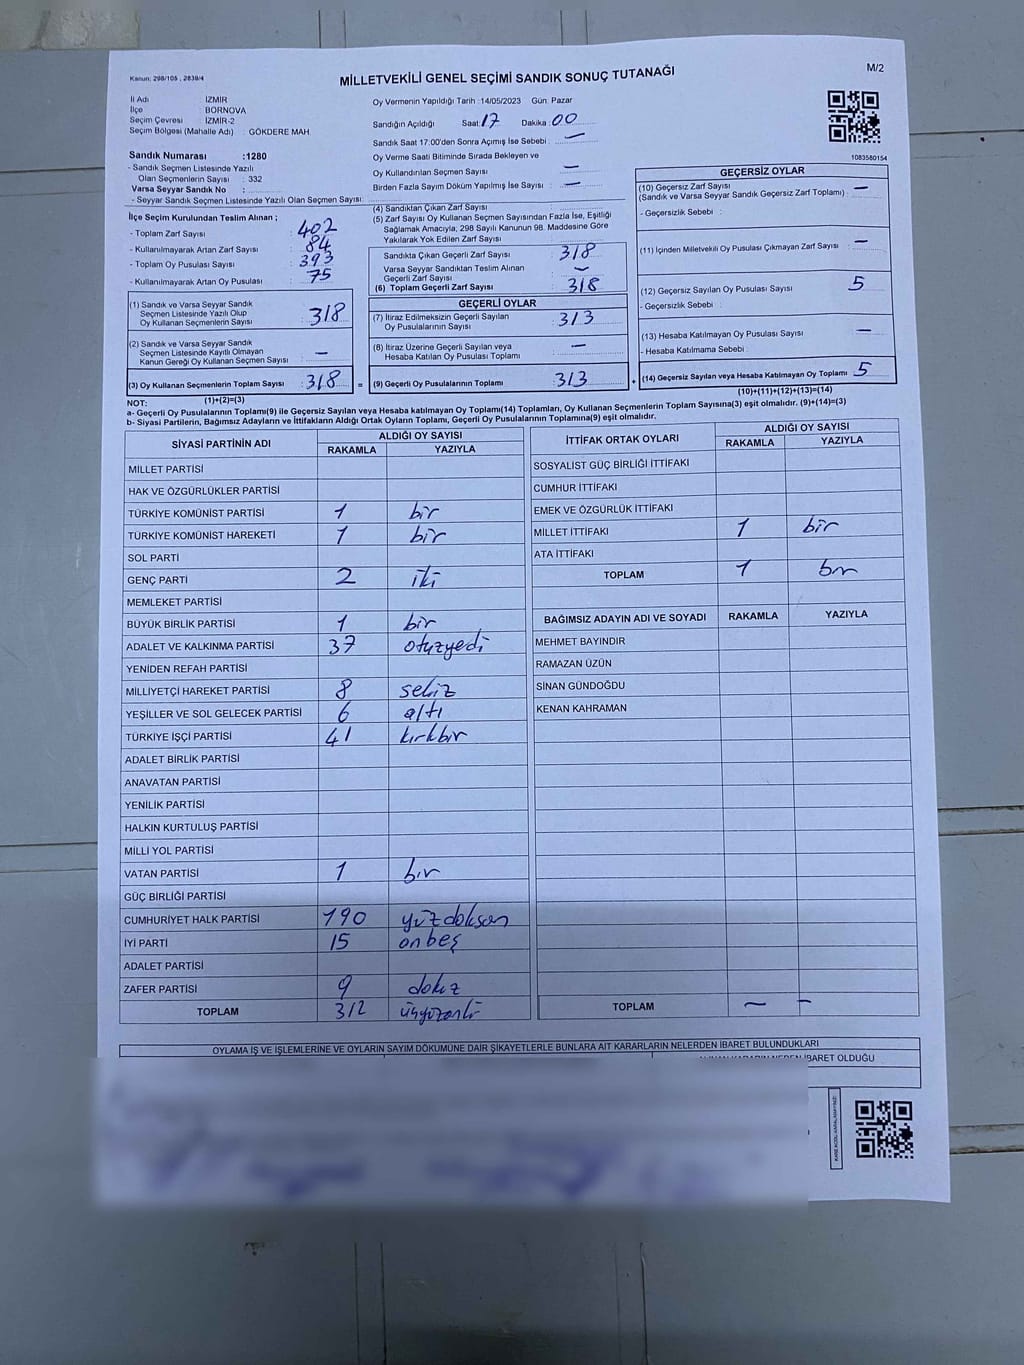 Kanun: 298/105 , 2839/4
MİLLETVEKİLİ GENEL SEÇİMİ SANDIK SONUÇ TUTANAĞI
M/2
İl Adı : İZMİR
İlçe : BORNOVA
Seçim Çevresi : İZMİR-2
Seçim Bölgesi (Mahalle Adı) : GÖKDERE MAH.
Oy Vermenin Yapıldığı Tarih :14/05/2023 Gün: Pazar
Sandığın Açıldığı Saat: 17 Dakika : 00
Sandık Saat 17:00'den Sonra Açımış İse Sebebi : —
Oy Verme Saati Bitiminde Sırada Bekleyen ve
Oy Kullandırılan Seçmen Sayısı : —
Birden Fazla Sayım Döküm Yapılmış İse Sayısı : —
1083580154
Sandık Numarası :1280
- Sandık Seçmen Listesinde Yazılı
Olan Seçmenlerin Sayısı : 332
Varsa Seyyar Sandık No :
- Seyyar Sandık Seçmen Listesinde Yazılı Olan Seçmen Sayısı :
İlçe Seçim Kurulundan Teslim Alınan ;
- Toplam Zarf Sayısı : 402
- Kullanılmayarak Artan Zarf Sayısı : 84
- Toplam Oy Pusulası Sayısı : 393
- Kullanılmayarak Artan Oy Pusulası : 75
(1) Sandık ve Varsa Seyyar Sandık
Seçmen Listesinde Yazılı Olup
Oy Kullanan Seçmenlerin Sayısı : 318
(2) Sandık ve Varsa Seyyar Sandık
Seçmen Listesinde Kayıtlı Olmayan
Kanun Gereği Oy Kullanan Seçmen Sayısı : —
(3) Oy Kullanan Seçmenlerin Toplam Sayısı : 318 =
(1)+(2)=(3)
(4) Sandıktan Çıkan Zarf Sayısı :
(5) Zarf Sayısı Oy Kullanan Seçmen Sayısından Fazla İse, Eşitliği
Sağlamak Amacıyla, 298 Sayılı Kanunun 98. Maddesine Göre
Yakılarak Yok Edilen Zarf Sayısı :
Sandıkta Çıkan Geçerli Zarf Sayısı : 318
Varsa Seyyar Sandıktan Teslim Alınan
Geçerli Zarf Sayısı : —
(6) Toplam Geçerli Zarf Sayısı : 318
GEÇERLİ OYLAR
(7) İtiraz Edilmeksizin Geçerli Sayılan
Oy Pusulalarının Sayısı : 313
(8) İtiraz Üzerine Geçerli Sayılan veya
Hesaba Katılan Oy Pusulası Toplamı : —
(9) Geçerli Oy Pusulalarının Toplamı : 313 +
GEÇERSİZ OYLAR
(10) Geçersiz Zarf Sayısı
(Sandık ve Varsa Seyyar Sandık Geçersiz Zarf Toplamı) : —
- Geçersizlik Sebebi :
(11) İçinden Milletvekili Oy Pusulası Çıkmayan Zarf Sayısı : —
(12) Geçersiz Sayılan Oy Pusulası Sayısı : 5
- Geçersizlik Sebebi :
(13) Hesaba Katılmayan Oy Pusulası Sayısı : —
- Hesaba Katılmama Sebebi :
(14) Geçersiz Sayılan veya Hesaba Katılmayan Oy Toplamı : 5
(10)+(11)+(12)+(13)=(14)
NOT:
a- Geçerli Oy Pusulalarının Toplamı(9) ile Geçersiz Sayılan veya Hesaba katılmayan Oy Toplamı(14) Toplamları, Oy Kullanan Seçmenlerin Toplam Sayısına(3) eşit olmalıdır. (9)+(14)=(3)
b- Siyasi Partilerin, Bağımsız Adayların ve İttifakların Aldığı Ortak Oyların Toplamı, Geçerli Oy Pusulalarının Toplamına(9) eşit olmalıdır.
SİYASİ PARTİNİN ADI ALDIĞI OY SAYISI
RAKAMLA YAZIYLA
MİLLET PARTİSİ
HAK VE ÖZGÜRLÜKLER PARTİSİ
TÜRKİYE KOMÜNİST PARTİSİ 1 bir
TÜRKİYE KOMÜNİST HAREKETİ 1 bir
SOL PARTİ
GENÇ PARTİ 2 iki
MEMLEKET PARTİSİ
BÜYÜK BİRLİK PARTİSİ 1 bir
ADALET VE KALKINMA PARTİSİ 37 otuzyedi
YENİDEN REFAH PARTİSİ
MİLLİYETÇİ HAREKET PARTİSİ 8 sekiz
YEŞİLLER VE SOL GELECEK PARTİSİ 6 altı
TÜRKİYE İŞÇİ PARTİSİ 41 kırkbir
ADALET BİRLİK PARTİSİ
ANAVATAN PARTİSİ
YENİLİK PARTİSİ
HALKIN KURTULUŞ PARTİSİ
MİLLİ YOL PARTİSİ
VATAN PARTİSİ 1 bir
GÜÇ BİRLİĞİ PARTİSİ
CUMHURİYET HALK PARTİSİ 190 yüzdoksan
İYİ PARTİ 15 onbeş
ADALET PARTİSİ
ZAFER PARTİSİ 9 dokuz
TOPLAM 312
İTTİFAK ORTAK OYLARI ALDIĞI OY SAYISI
RAKAMLA YAZIYLA
SOSYALİST GÜÇ BİRLİĞİ İTTİFAKI
CUMHUR İTTİFAKI
EMEK VE ÖZGÜRLÜK İTTİFAKI
MİLLET İTTİFAKI 1 bir
ATA İTTİFAKI
TOPLAM 1 bir
BAĞIMSIZ ADAYIN ADI VE SOYADI RAKAMLA YAZIYLA
MEHMET BAYINDIR
RAMAZAN ÜZÜN
SİNAN GÜNDOĞDU
KENAN KAHRAMAN
TOPLAM — —
OYLAMA İŞ VE İŞLEMLERİNE VE OYLARIN SAYIM DÖKÜMÜNE DAİR ŞİKAYETLERLE BUNLARA AİT KARARLARIN NELERDEN İBARET BULUNDUKLARI
İBARET OLDUĞU